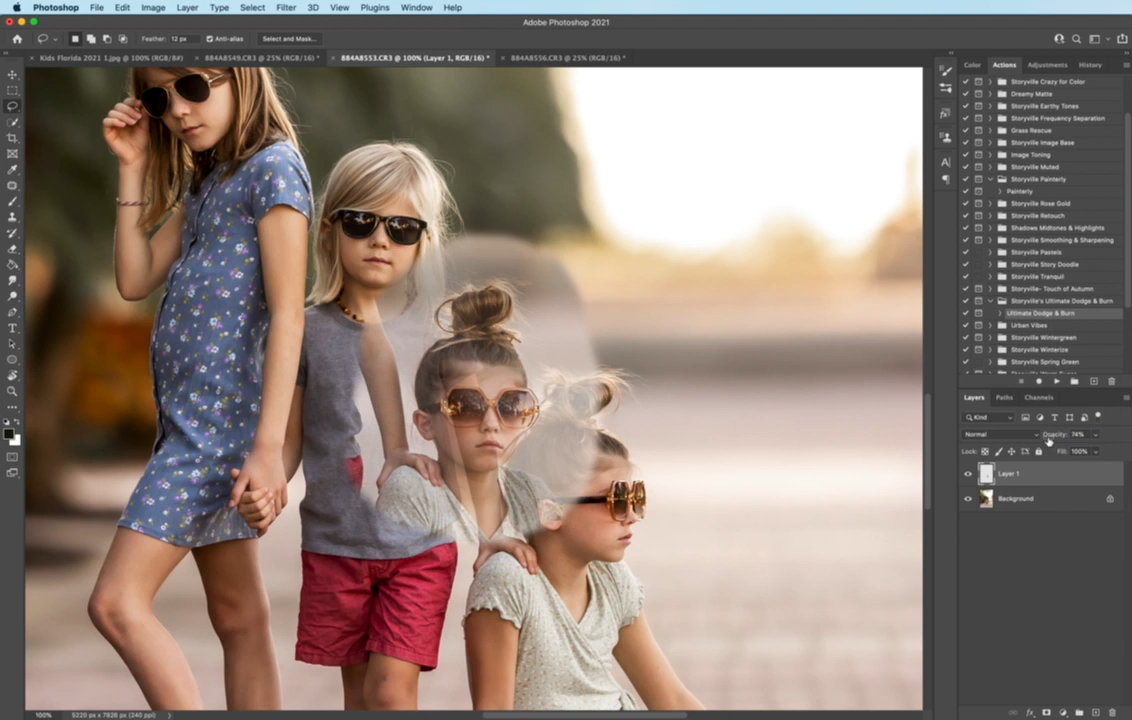 Photoshop File Edit Image Layer Type Select Filter 3D View Plugins Window Help
Adobe Photoshop 2021
Feather: 12 px Anti-alias Select and Mask...
Kids Florida 2021 1.jpg @ 100% (RGB/8#) 884A8549.CR3 @ 25% (RGB/16) * 884A8553.CR3 @ 100% (Layer 1, RGB/16) * 884A8556.CR3 @ 25% (RGB/16) *
Color Actions Adjustments History
Storyville Crazy for Color
Dreamy Matte
Storyville Earthy Tones
Storyville Frequency Separation
Grass Rescue
Storyville Image Base
Image Toning
Storyville Muted
Storyville Painterly
Painterly
Storyville Rose Gold
Storyville Retouch
Shadows Midtones & Highlights
Storyville Smoothing & Sharpening
Storyville Pastels
Storyville Story Doodle
Storyville Tranquil
Storyville- Touch of Autumn
Storyville's Ultimate Dodge & Burn
Ultimate Dodge & Burn
Urban Vibes
Storyville Wintergreen
Storyville Winterize
Storyville Spring Green
Layers Paths Channels
Kind
Normal Opacity: 74%
Lock: Fill: 100%
Layer 1
Background
100% 5220 px x 7826 px (240 ppi)